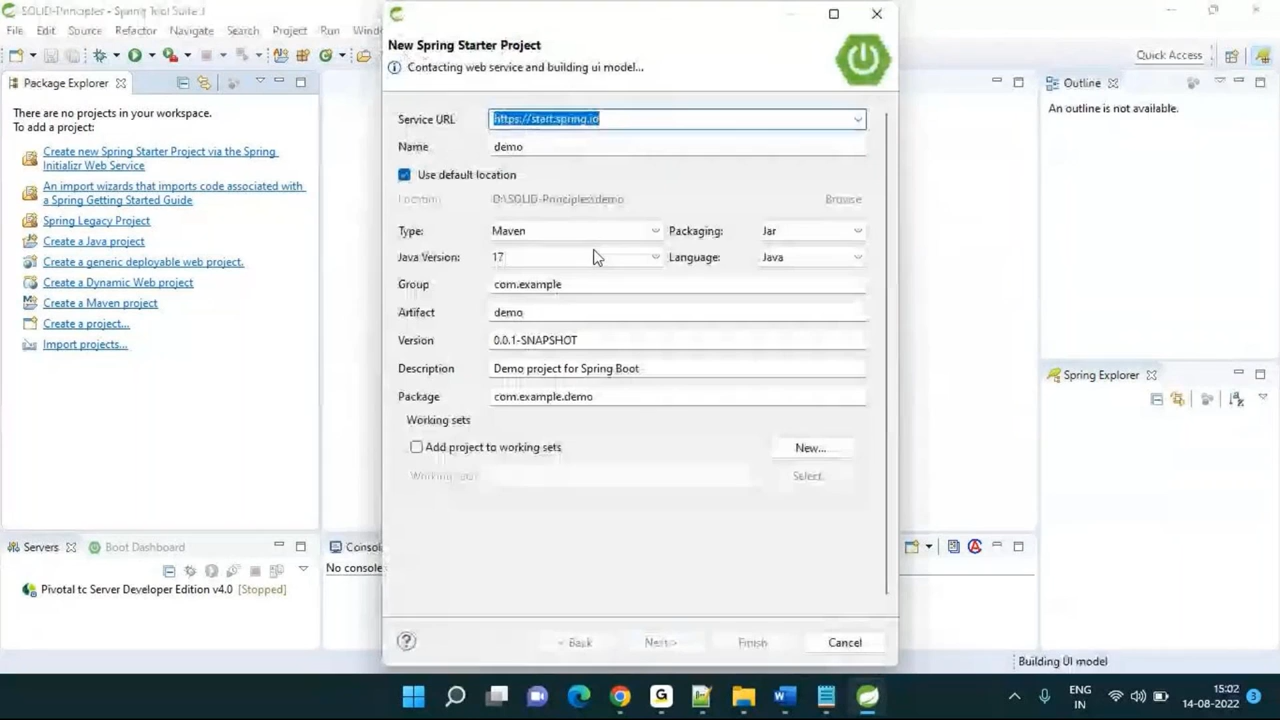 SOLID-Principles - Spring Tool Suite
File Edit Source Refactor Navigate Search Project Run Wind
Quick Access
Package Explorer
There are no projects in your workspace.
To add a project:
Create new Spring Starter Project via the Spring
Initializr Web Service
An import wizards that imports code associated with
a Spring Getting Started Guide
Spring Legacy Project
Create a Java project
Create a generic deployable web project.
Create a Dynamic Web project
Create a Maven project
Create a project...
Import projects...
New Spring Starter Project
Contacting web service and building ui model...
Service URL https://start.spring.io
Name demo
Use default location
Location D:\SOLID-Principles\demo Browse
Type: Maven Packaging: Jar
Java Version: 17 Language: Java
Group com.example
Artifact demo
Version 0.0.1-SNAPSHOT
Description Demo project for Spring Boot
Package com.example.demo
Working sets
Add project to working sets New...
Select
< Back Next > Finish Cancel
Outline
An outline is not available.
Spring Explorer
Servers Boot Dashboard
Pivotal tc Server Developer Edition v4.0 [Stopped]
Conso
No console
Building UI model
ENG
IN
15:02
14-08-2022
3